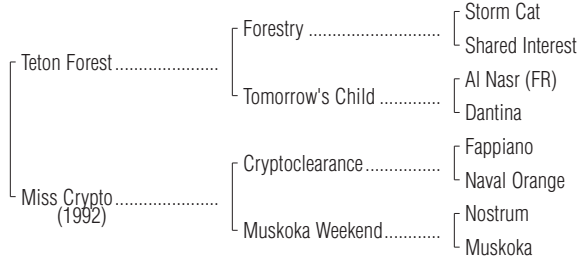 Storm Cat
Forestry ..............................
Shared Interest
Teton Forest.......................
Al Nasr (FR)
Tomorrow's Child ..............
Dantina
Fappiano
Cryptoclearance.................
Naval Orange
Miss Crypto.......................
(1992)
Nostrum
Muskoka Weekend.............
Muskoka